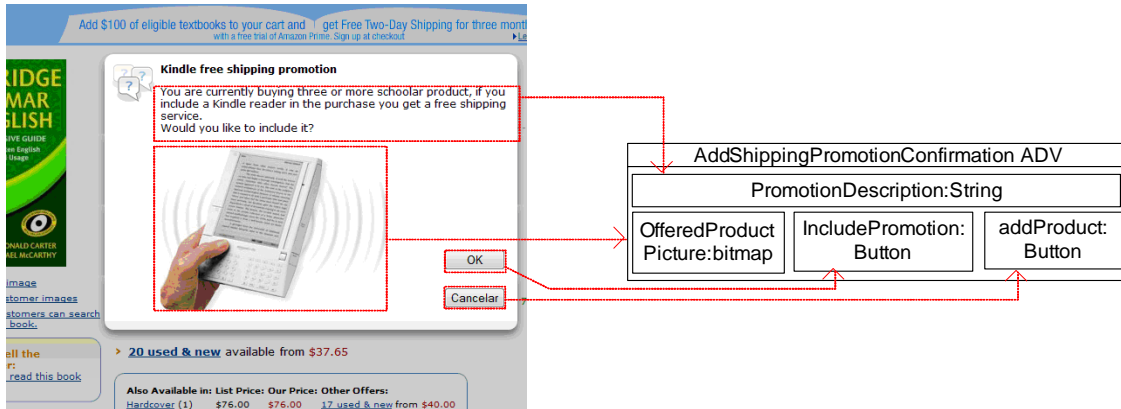 Add $100 of eligible textbooks to your cart and get Free Two-Day Shipping for three mont
with a free trial of Amazon Prime. Sign up at checkout
Le
RIDGE
MAR
GLISH
SIVE GUIDE
an English
Usage
ONALD CARTER
AEL McCARTHY
Kindle free shipping promotion
You are currently buying three or more schoolar product, if you
include a Kindle reader in the purchase you get a free shipping
service.
Would you like to include it?
OK
Cancelar
7
image
stomer images
stomers can search
book.
ell the
r:
read this book
20 used & new available from $37.65
Also Available in: List Price: Our Price: Other Offers:
Hardcover (1) $76.00 $76.00 17 used & new from $40.00
AddShippingPromotionConfirmation ADV
PromotionDescription:String
OfferedProduct
Picture:bitmap
IncludePromotion:
Button
addProduct:
Button